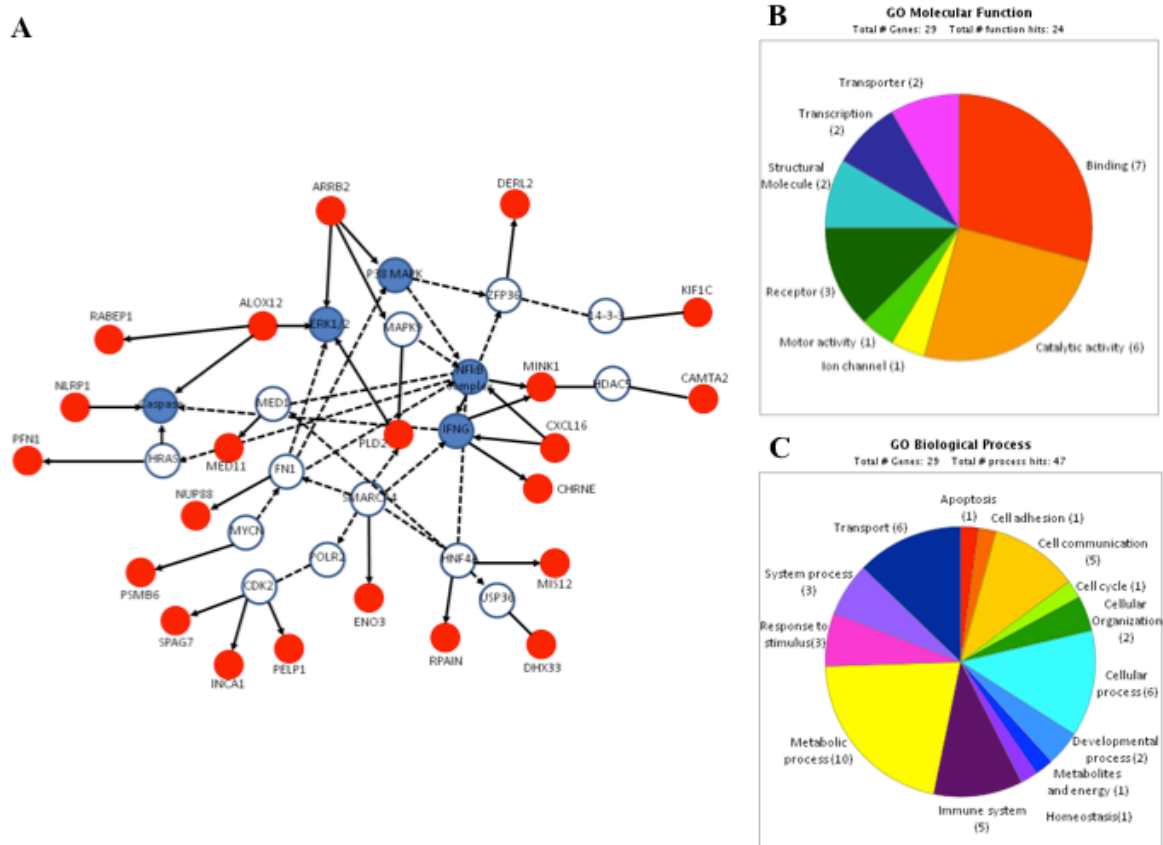 A
ARRB2
DERL2
P38 MAPK
ZFP36
KIF1C
14-3-3
ALOX12
RABEP1
ERK1/2
MAPK9
NFkB
complex
MINK1
HDAC5
CAMTA2
NLRP1
Caspase
MED1
IFNG
CXCL16
PFN1
HRAS
MED11
PLD2
FN1
CHRNE
NUP88
SMARCA4
MYCN
POLR2
HNF4a
MIS12
PSMB6
CDK2
USP36
ENO3
SPAG7
RPAIN
DHX33
INCA1
PELP1
B
GO Molecular Function
Total # Genes: 29 Total # function hits: 24
Transporter (2)
Transcription
(2)
Structural
Molecule (2)
Binding (7)
Receptor (3)
Motor activity (1)
Ion channel (1)
Catalytic activity (6)
C
GO Biological Process
Total # Genes: 29 Total # process hits: 47
Apoptosis
(1)
Cell adhesion (1)
Transport (6)
Cell communication
(5)
System process
(3)
Cell cycle (1)
Cellular
Organization
(2)
Response to
stimulus(3)
Cellular
process (6)
Metabolic
process (10)
Developmental
process (2)
Metabolites
and energy (1)
Immune system
(5)
Homeostasis(1)